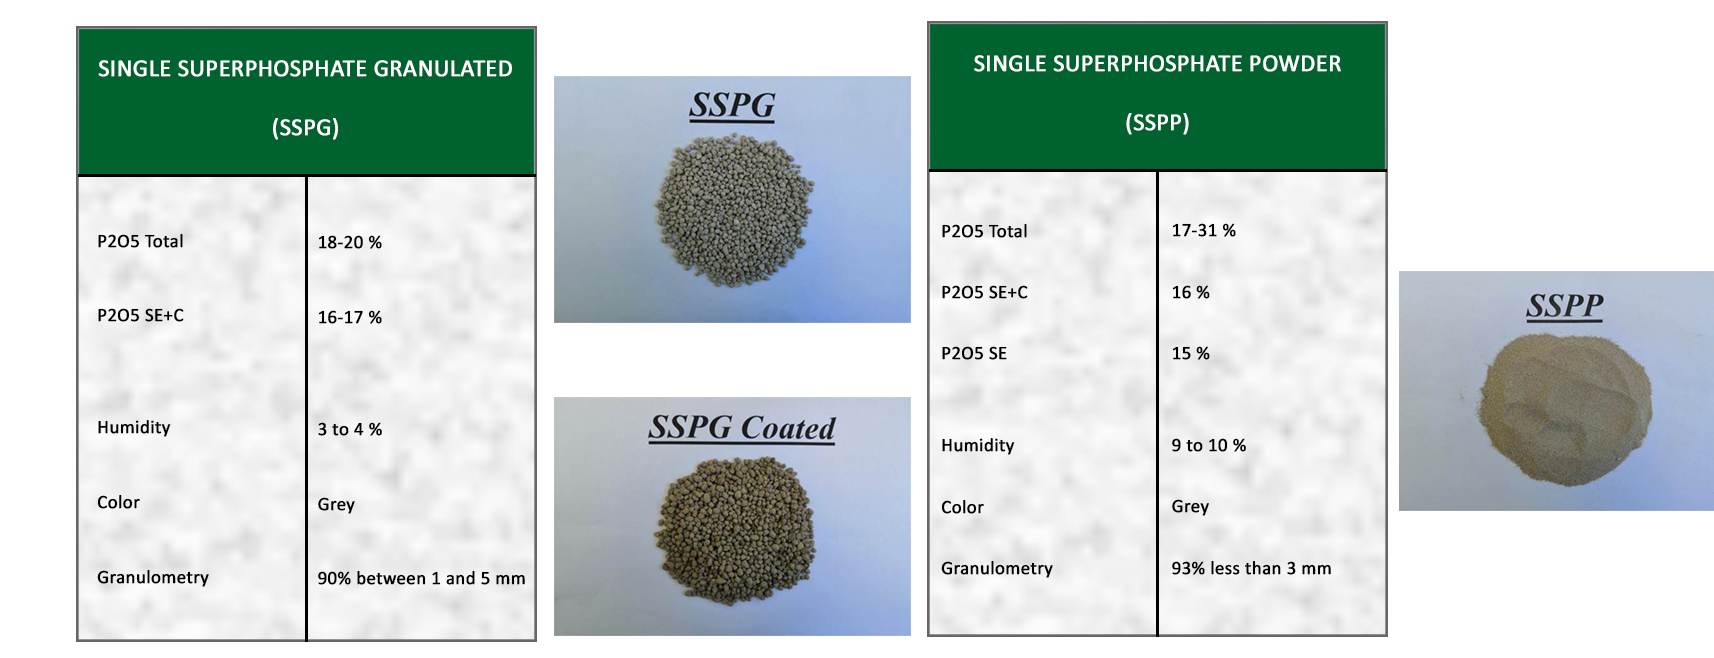 SINGLE SUPERPHOSPHATE GRANULATED
(SSPG)
P2O5 Total 18-20 %
P2O5 SE+C 16-17 %
Humidity 3 to 4 %
Color Grey
Granulometry 90% between 1 and 5 mm
SSPG
SSPG Coated
SINGLE SUPERPHOSPHATE POWDER
(SSPP)
P2O5 Total 17-31 %
P2O5 SE+C 16 %
P2O5 SE 15 %
Humidity 9 to 10 %
Color Grey
Granulometry 93% less than 3 mm
SSPP